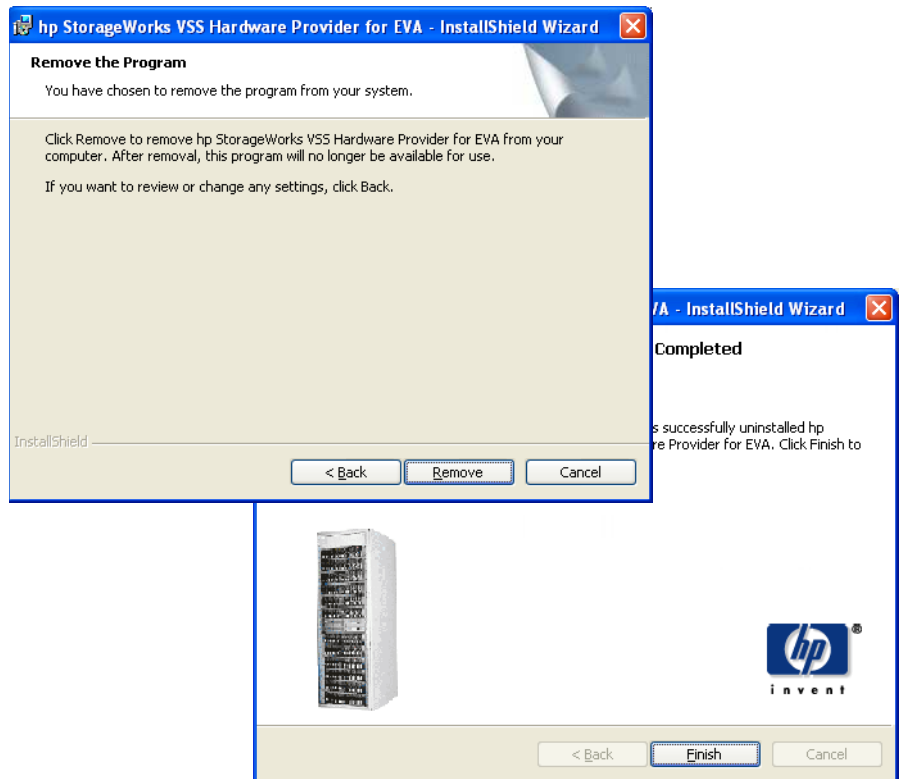 hp StorageWorks VSS Hardware Provider for EVA - InstallShield Wizard
Remove the Program
You have chosen to remove the program from your system.
Click Remove to remove hp StorageWorks VSS Hardware Provider for EVA from your
computer. After removal, this program will no longer be available for use.
If you want to review or change any settings, click Back.
InstallShield
< Back
Remove
Cancel
/A - InstallShield Wizard
Completed
s successfully uninstalled hp
re Provider for EVA. Click Finish to
hp
®
invent
< Back
Finish
Cancel